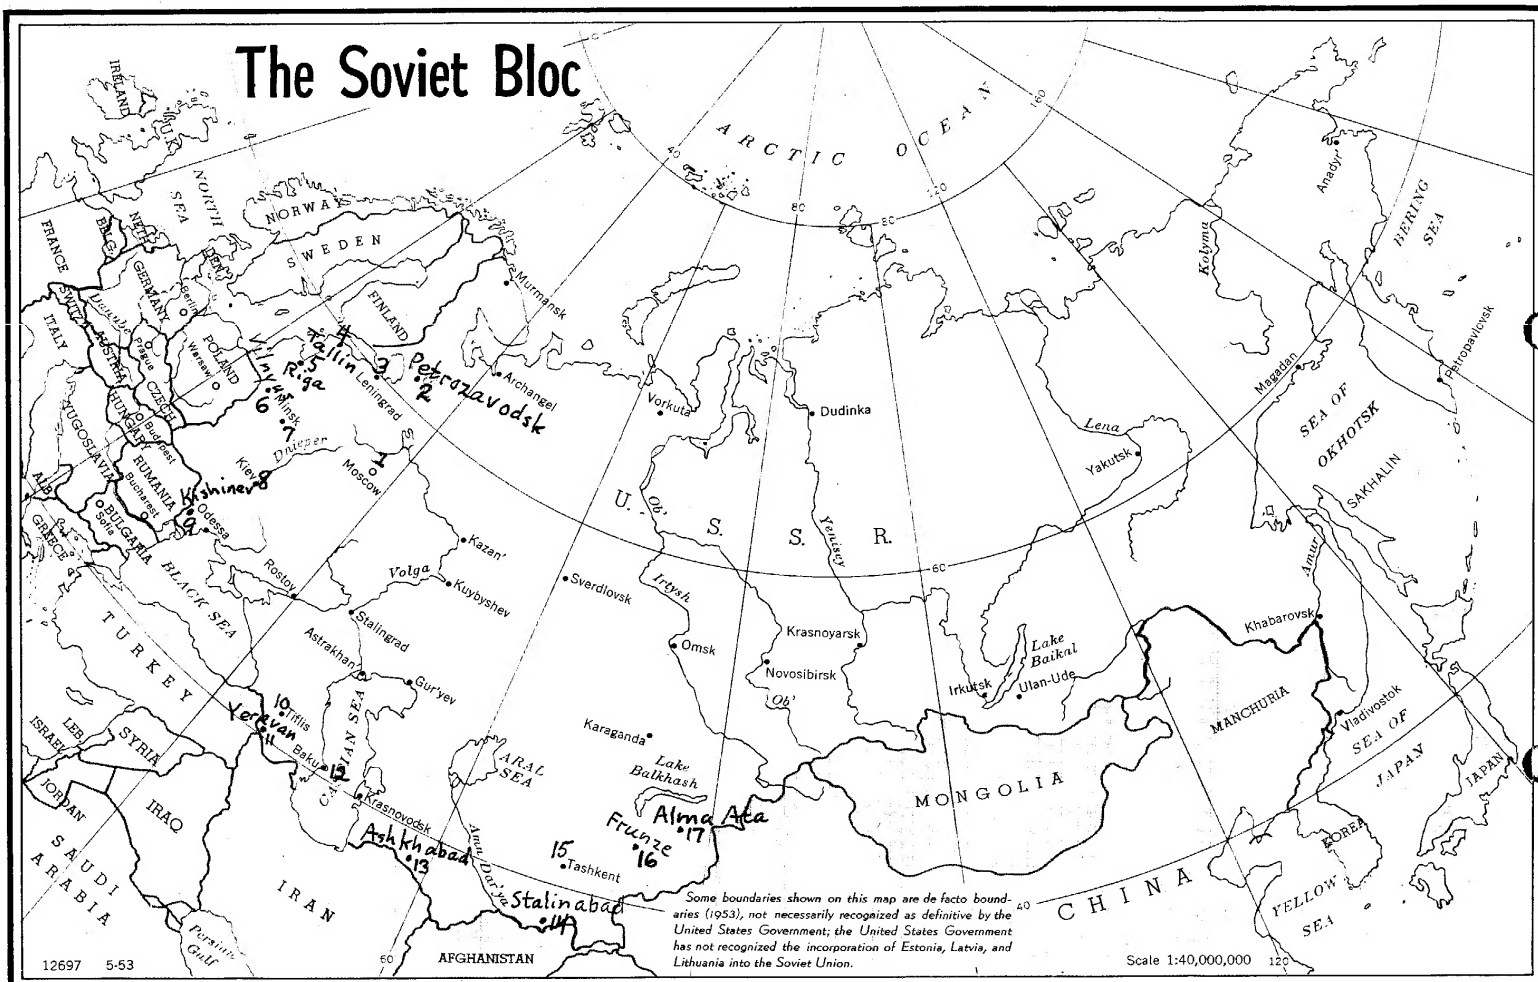 The Soviet Bloc
IRELAND
U.K.
NORTH
SEA
NORWAY
SWEDEN
FINLAND
DEN.
NETH.
BELG.
FRANCE
GERMANY
Berlin
SWITZ.
ITALY
Danube
AUSTRIA
Prague
CZECH.
POLAND
Warsaw
HUNGARY
Budapest
YUGOSLAVIA
RUMANIA
Bucharest
ALB.
BULGARIA
Sofia
GREECE
BLACK SEA
TURKEY
ARCTIC OCEAN
0
40
80
80
120
160
Murmansk
4
Tallin
5
Riga
Vilnyus
6
Minsk
7
3
Leningrad
Petrozavodsk
2
Archangel
Vorkuta
Dudinka
Dnieper
Kiev
8
1
Moscow
Kishinev
9
Odessa
Rostov
Volga
Kazan'
Kuybyshev
Stalingrad
Astrakhan'
Gur'yev
Sverdlovsk
U. S. S. R.
Ob'
Irtysh
Yenisey
60
Omsk
Krasnoyarsk
Novosibirsk
Ob'
Karaganda
Lake
Balkhash
ARAL
SEA
CASPIAN SEA
10
Tiflis
Yerevan
11
Baku
12
Krasnovodsk
Ashkhabad
13
Amu Dar'ya
Stalinabad
14
15
Tashkent
Frunze
16
Alma Ata
17
Lena
Yakutsk
Kolyma
Anadyr'
BERING
SEA
Petropavlovsk
Magadan
SEA OF
OKHOTSK
SAKHALIN
Amur
Khabarovsk
Lake
Baikal
Irkutsk
Ulan-Ude
MANCHURIA
MONGOLIA
Vladivostok
SEA OF
JAPAN
JAPAN
KOREA
YELLOW
SEA
CHINA
LEB.
ISRAEL
SYRIA
JORDAN
IRAQ
SAUDI
ARABIA
IRAN
Persian
Gulf
60
AFGHANISTAN
Some boundaries shown on this map are de facto bound-
aries (1953), not necessarily recognized as definitive by the
United States Government; the United States Government
has not recognized the incorporation of Estonia, Latvia, and
Lithuania into the Soviet Union.
40
12697 5-53
Scale 1:40,000,000
120